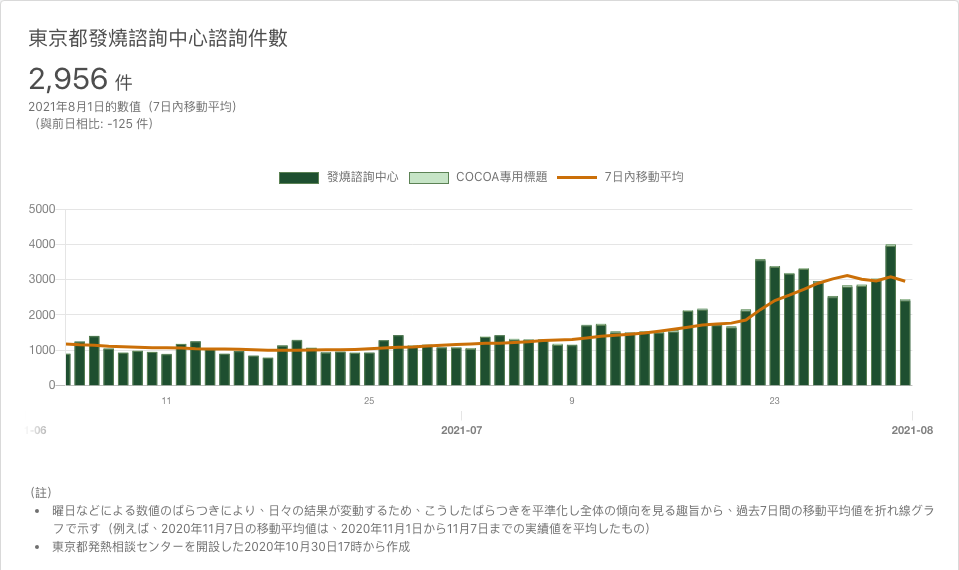 東京都發燒諮詢中心諮詢件數
2,956 件
2021年8月1日的數值（7日內移動平均）
（與前日相比: -125 件）
發燒諮詢中心 COCOA專用標題 7日內移動平均
5000
4000
3000
2000
1000
0
11 25 9 23
-06 2021-07 2021-08
（註）
• 曜日などによる数値のばらつきにより、日々の結果が変動するため、こうしたばらつきを平準化し全体の傾向を見る趣旨から、過去7日間の移動平均値を折れ線グラ
フで示す（例えば、2020年11月7日の移動平均値は、2020年11月1日から11月7日までの実績値を平均したもの）
• 東京都発熱相談センターを開設した2020年10月30日17時から作成